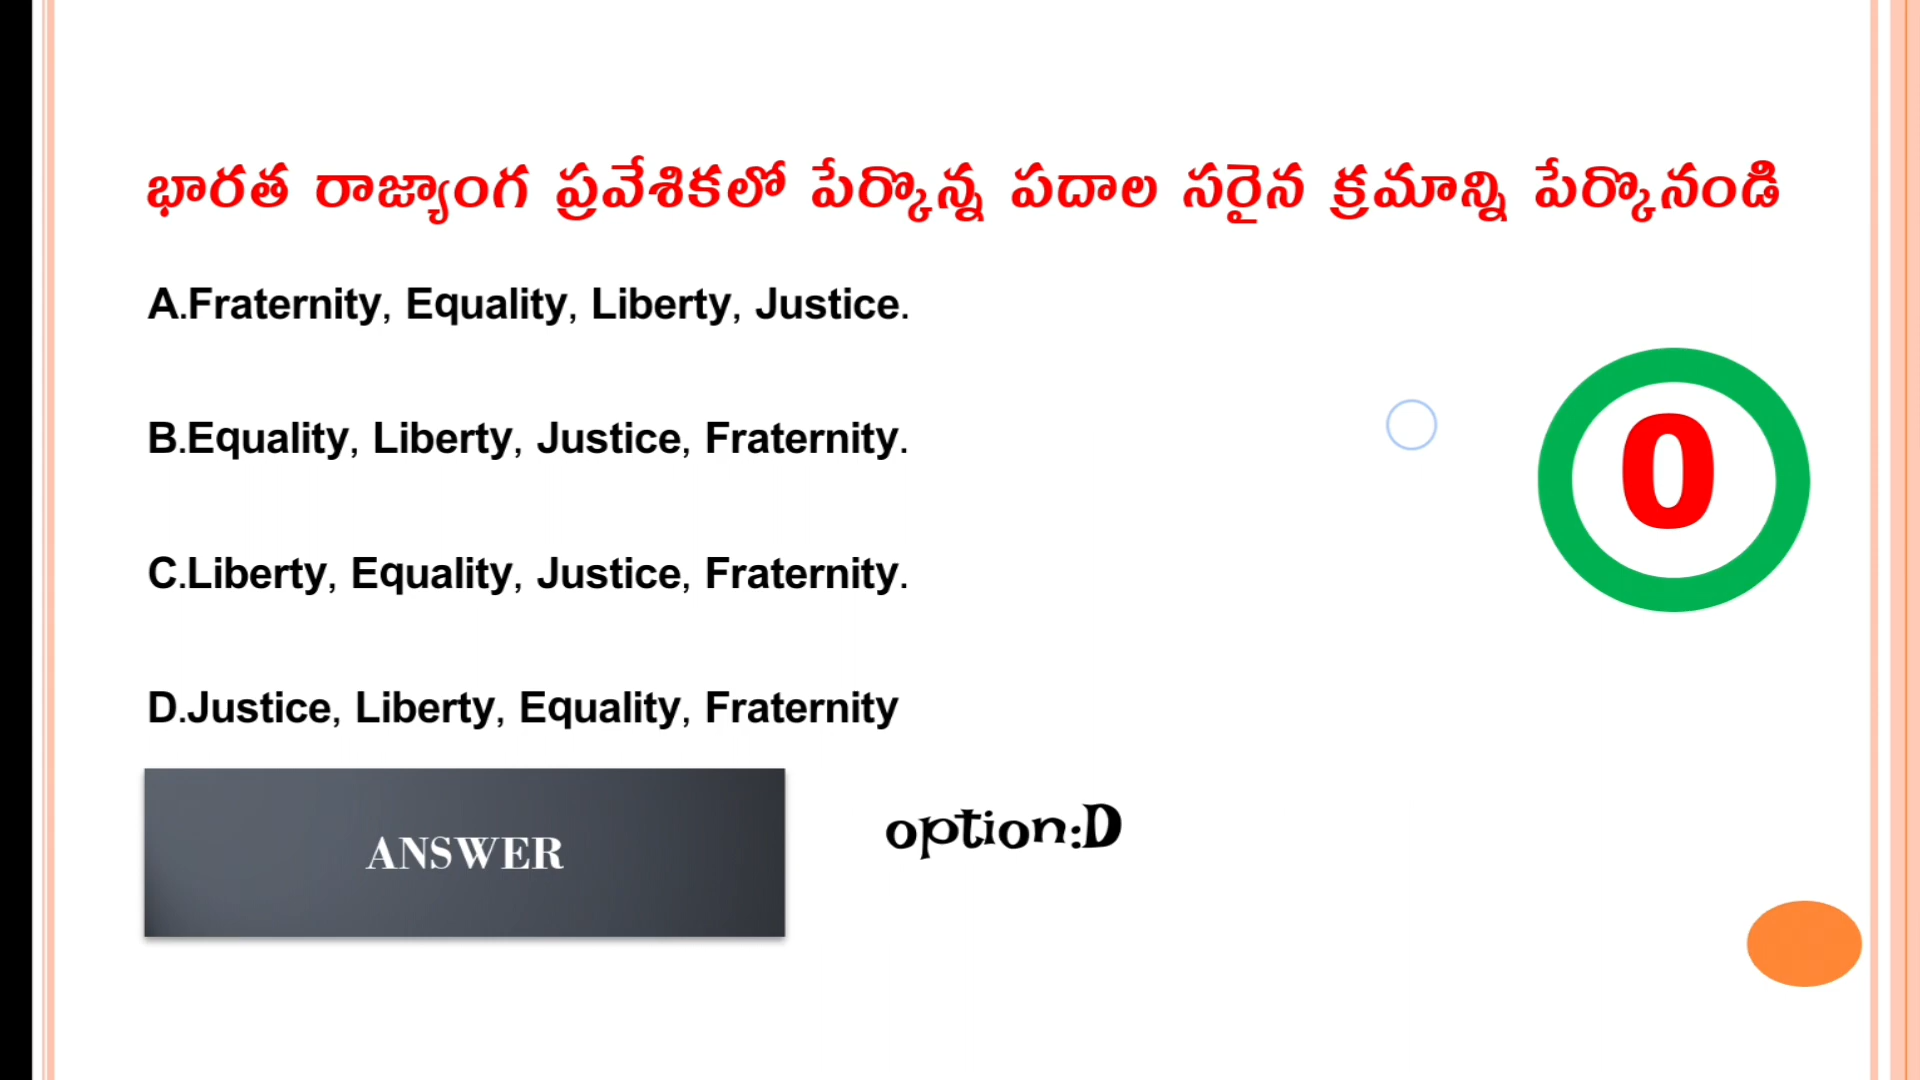 భారత రాజ్యాంగ ప్రవేశికలో పేర్కొన్న పదాల సరైన క్రమాన్ని పేర్కొనండి
A.Fraternity, Equality, Liberty, Justice.
B.Equality, Liberty, Justice, Fraternity.
0
C.Liberty, Equality, Justice, Fraternity.
D.Justice, Liberty, Equality, Fraternity
ANSWER
option:D